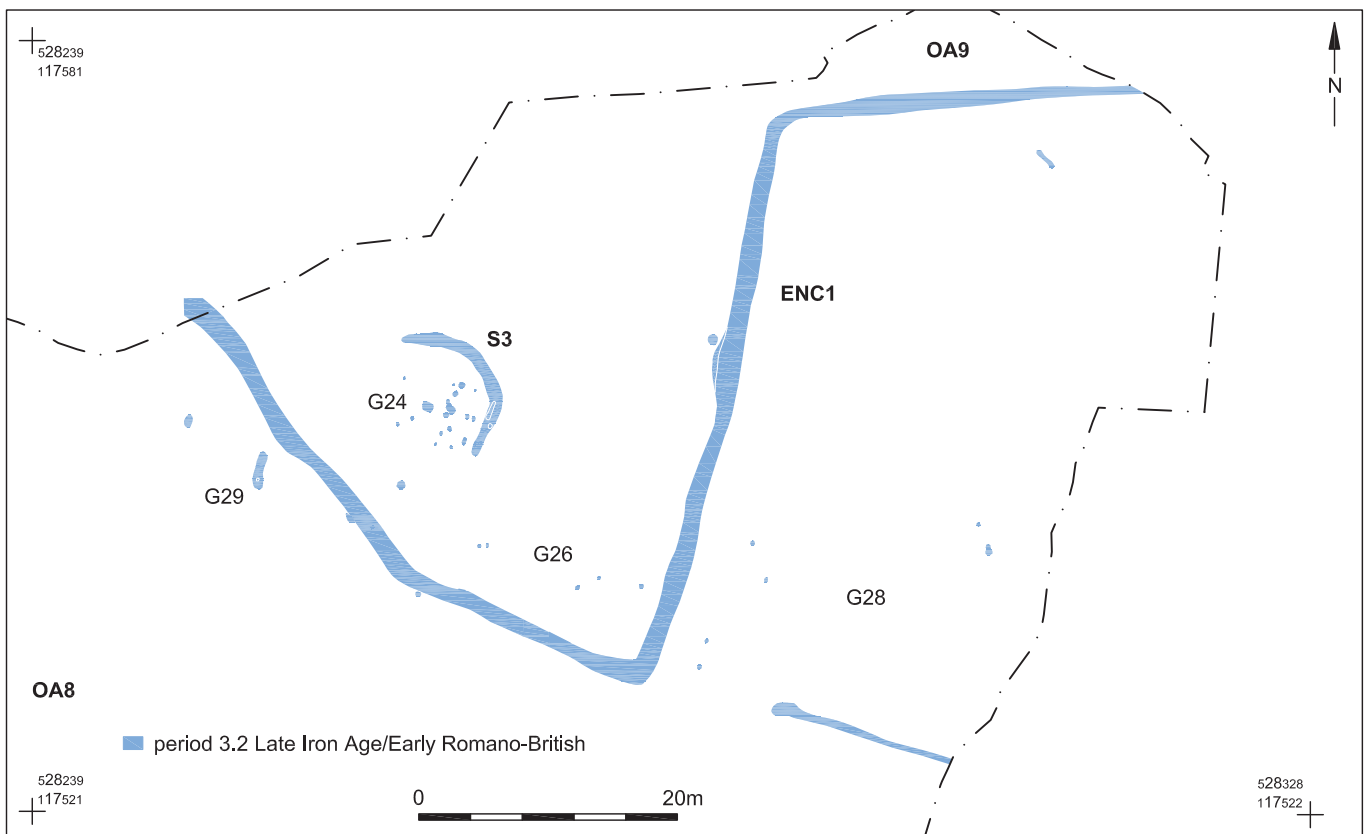 OA9
528239
117581
N
ENC1
S3
G24
G29
G26
G28
OA8
period 3.2 Late Iron Age/Early Romano-British
528239
117521
0 20m
528328
117522